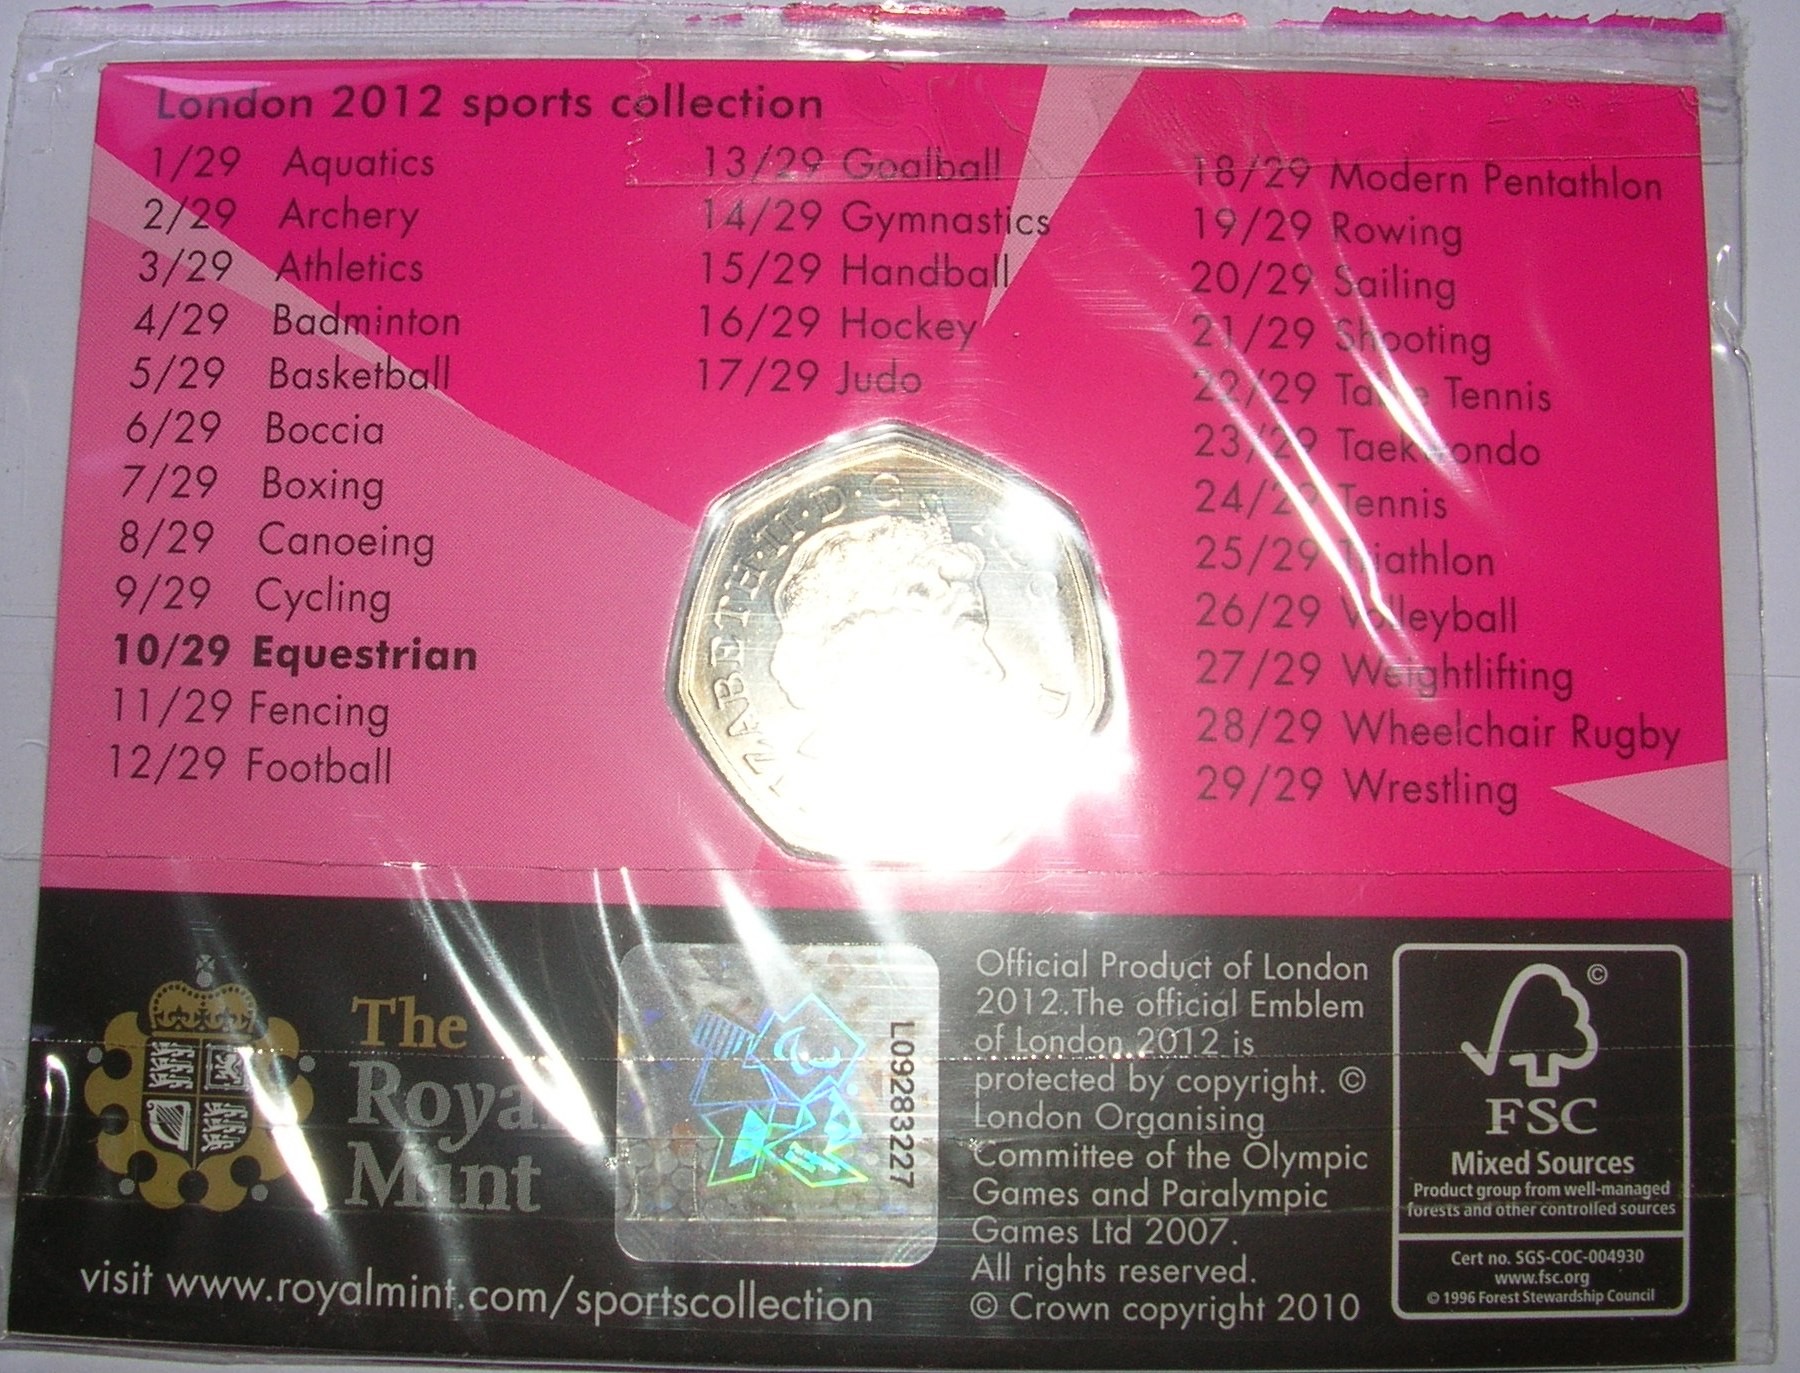 London 2012 sports collection
1/29 Aquatics
2/29 Archery
3/29 Athletics
4/29 Badminton
5/29 Basketball
6/29 Boccia
7/29 Boxing
8/29 Canoeing
9/29 Cycling
10/29 Equestrian
11/29 Fencing
12/29 Football
13/29 Goalball
14/29 Gymnastics
15/29 Handball
16/29 Hockey
17/29 Judo
18/29 Modern Pentathlon
19/29 Rowing
20/29 Sailing
21/29 Shooting
22/29 Table Tennis
23/29 Taekwondo
24/29 Tennis
25/29 Triathlon
26/29 Volleyball
27/29 Weightlifting
28/29 Wheelchair Rugby
29/29 Wrestling
ZABETH·II·D·G
The
Royal
Mint
visit www.royalmint.com/sportscollection
L09283227
Official Product of London
2012.The official Emblem
of London 2012 is
protected by copyright. ©
London Organising
Committee of the Olympic
Games and Paralympic
Games Ltd 2007.
All rights reserved.
© Crown copyright 2010
©
FSC
Mixed Sources
Product group from well-managed
forests and other controlled sources
Cert no. SGS-COC-004930
www.fsc.org
© 1996 Forest Stewardship Council